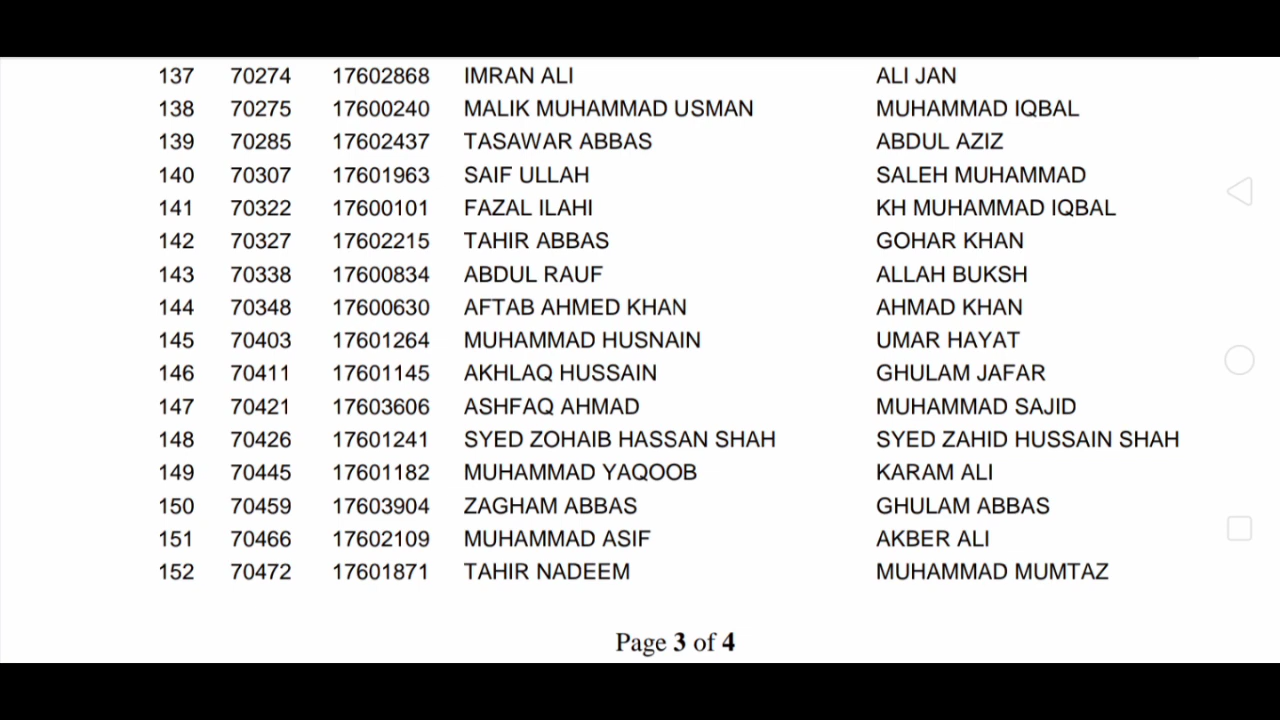 137 70274 17602868 IMRAN ALI ALI JAN
138 70275 17600240 MALIK MUHAMMAD USMAN MUHAMMAD IQBAL
139 70285 17602437 TASAWAR ABBAS ABDUL AZIZ
140 70307 17601963 SAIF ULLAH SALEH MUHAMMAD
141 70322 17600101 FAZAL ILAHI KH MUHAMMAD IQBAL
142 70327 17602215 TAHIR ABBAS GOHAR KHAN
143 70338 17600834 ABDUL RAUF ALLAH BUKSH
144 70348 17600630 AFTAB AHMED KHAN AHMAD KHAN
145 70403 17601264 MUHAMMAD HUSNAIN UMAR HAYAT
146 70411 17601145 AKHLAQ HUSSAIN GHULAM JAFAR
147 70421 17603606 ASHFAQ AHMAD MUHAMMAD SAJID
148 70426 17601241 SYED ZOHAIB HASSAN SHAH SYED ZAHID HUSSAIN SHAH
149 70445 17601182 MUHAMMAD YAQOOB KARAM ALI
150 70459 17603904 ZAGHAM ABBAS GHULAM ABBAS
151 70466 17602109 MUHAMMAD ASIF AKBER ALI
152 70472 17601871 TAHIR NADEEM MUHAMMAD MUMTAZ
Page 3 of 4